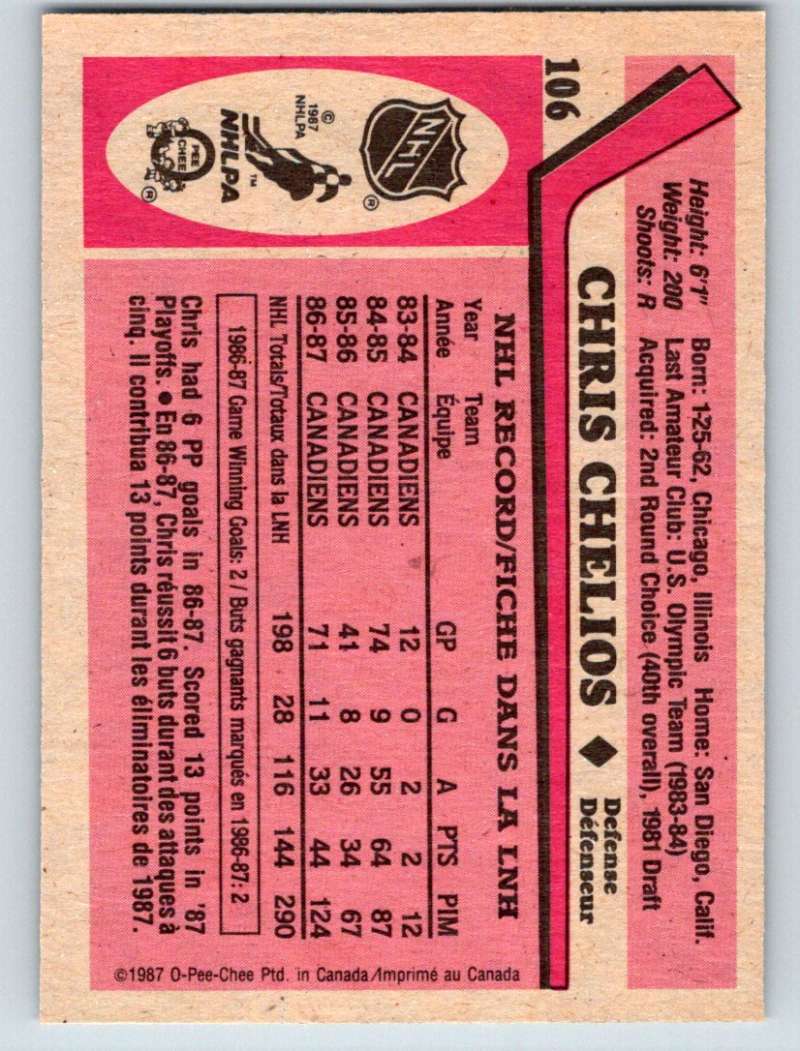 106
Height: 6'1" Born: 1-25-62, Chicago, Illinois Home: San Diego, Calif.
Weight: 200 Last Amateur Club: U.S. Olympic Team (1983-84)
Shoots: R Acquired: 2nd Round Choice (40th overall), 1981 Draft
CHRIS CHELIOS ◆ Defense
Défenseur
NHL
®
© 1987
NHLPA
NHLPA ™
O PEE CHEE
®
NHL RECORD/FICHE DANS LA LNH
Year Team
Année Équipe GP G A PTS PIM
83-84 CANADIENS 12 0 2 2 12
84-85 CANADIENS 74 9 55 64 87
85-86 CANADIENS 41 8 26 34 67
86-87 CANADIENS 71 11 33 44 124
NHL Totals/Totaux dans la LNH 198 28 116 144 290
1986-87 Game Winning Goals: 2 / Buts gagnants marqués en 1986-87: 2
Chris had 6 PP goals in 86-87. Scored 13 points in '87
Playoffs. ● En 86-87, Chris réussit 6 buts durant des attaques à
cinq. Il contribua 13 points durant les éliminatoires de 1987.
©1987 O-Pee-Chee Ptd. in Canada/Imprimé au Canada